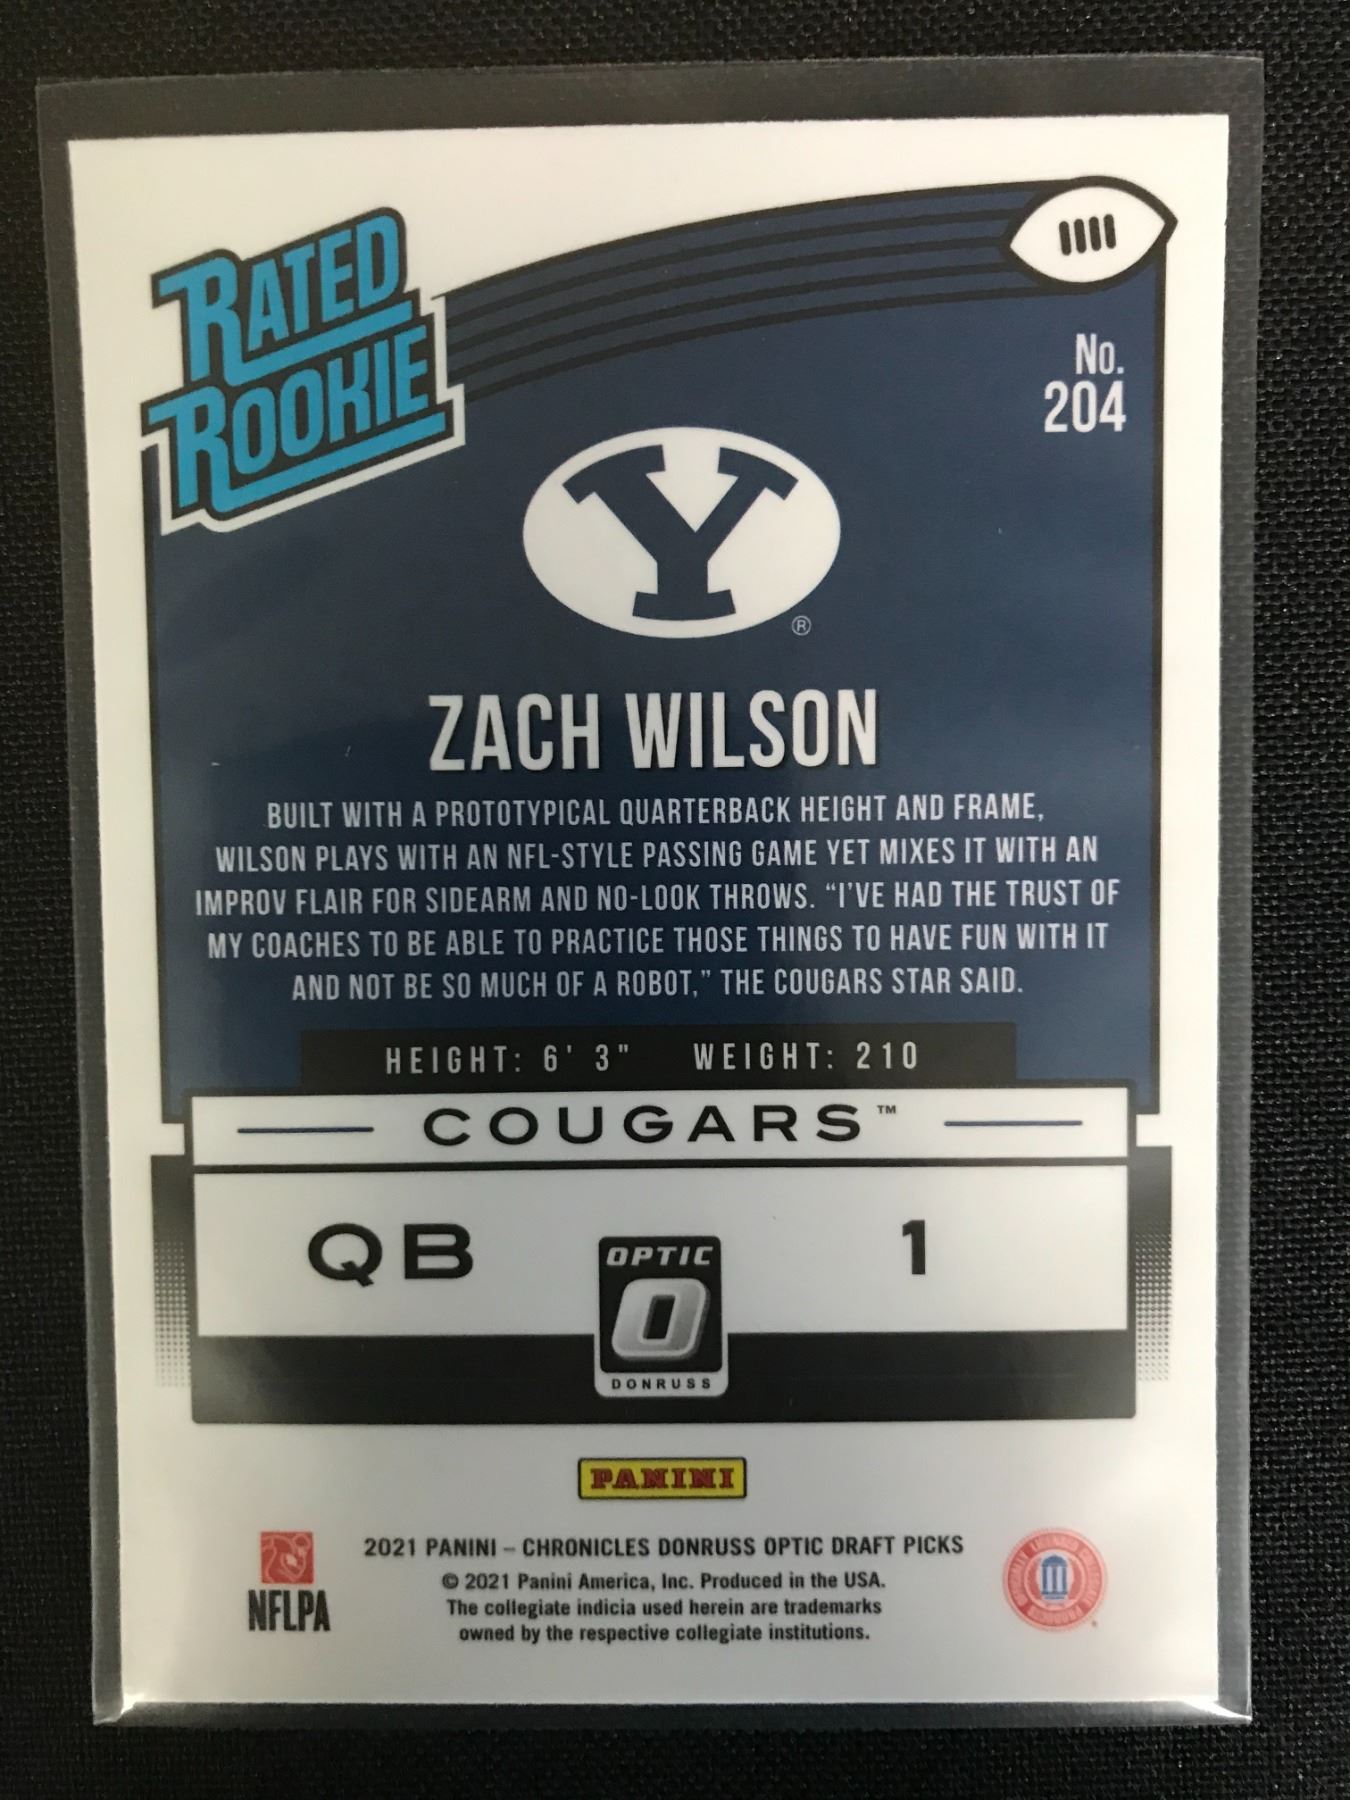 RATED
ROOKIE
No.
204
Y
®
ZACH WILSON
BUILT WITH A PROTOTYPICAL QUARTERBACK HEIGHT AND FRAME,
WILSON PLAYS WITH AN NFL-STYLE PASSING GAME YET MIXES IT WITH AN
IMPROV FLAIR FOR SIDEARM AND NO-LOOK THROWS. “I’VE HAD THE TRUST OF
MY COACHES TO BE ABLE TO PRACTICE THOSE THINGS TO HAVE FUN WITH IT
AND NOT BE SO MUCH OF A ROBOT,” THE COUGARS STAR SAID.
HEIGHT: 6' 3" WEIGHT: 210
COUGARS™
QB 1
OPTIC
O
DONRUSS
PANINI
2021 PANINI – CHRONICLES DONRUSS OPTIC DRAFT PICKS
© 2021 Panini America, Inc. Produced in the USA.
The collegiate indicia used herein are trademarks
owned by the respective collegiate institutions.
NFLPA
OFFICIALLY LICENSED COLLEGIATE PRODUCTS